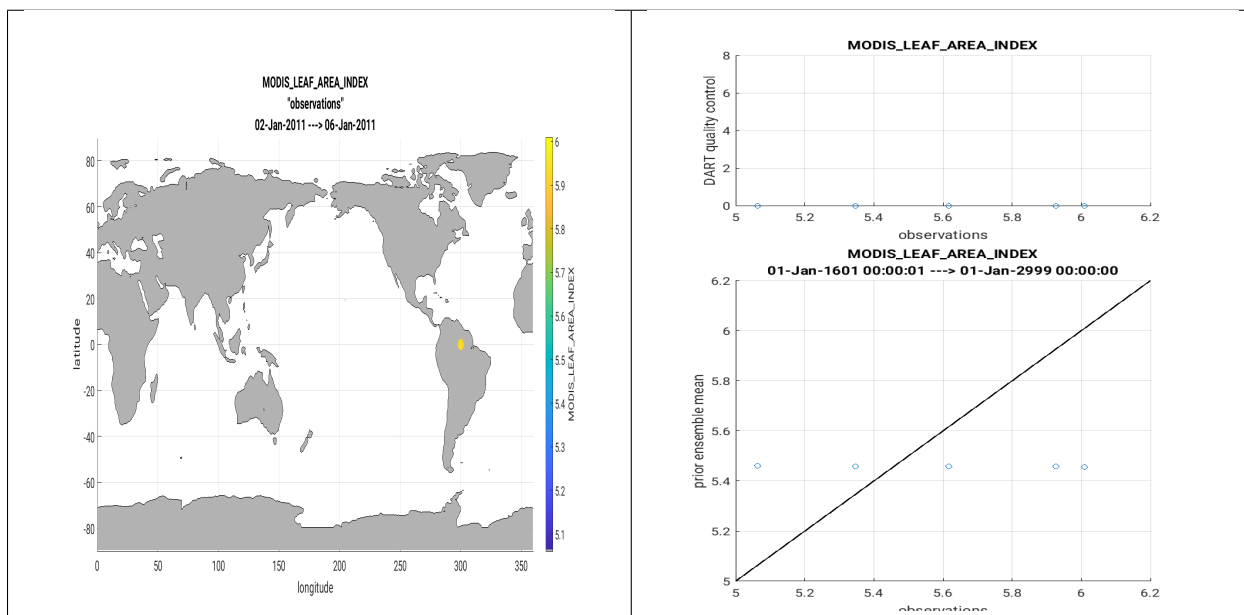 MODIS_LEAF_AREA_INDEX
"observations"
02-Jan-2011 ---> 06-Jan-2011
80
60
40
20
0
-20
-40
-60
-80
latitude
0 50 100 150 200 250 300 350
longitude
6
5.9
5.8
5.7
5.6
5.5
5.4
5.3
5.2
5.1
MODIS_LEAF_AREA_INDEX
MODIS_LEAF_AREA_INDEX
8
6
4
2
0
DART quality control
5 5.2 5.4 5.6 5.8 6 6.2
observations
MODIS_LEAF_AREA_INDEX
01-Jan-1601 00:00:01 ---> 01-Jan-2999 00:00:00
6.2
6
5.8
5.6
5.4
5.2
5
prior ensemble mean
5 5.2 5.4 5.6 5.8 6 6.2
observations